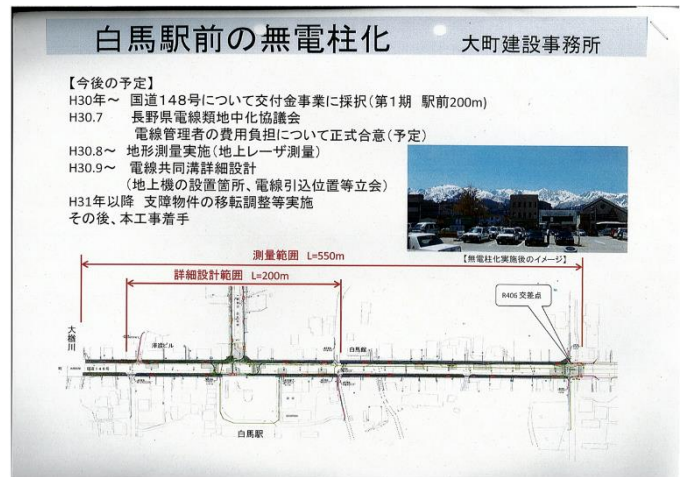 白馬駅前の無電柱化
大町建設事務所
【今後の予定】
H30年～ 国道148号について交付金事業に採択(第1期 駅前200m)
H30.7 長野県電線類地中化協議会
電線管理者の費用負担について正式合意(予定)
H30.8～ 地形測量実施(地上レーザ測量)
H30.9～ 電線共同溝詳細設計
(地上機の設置箇所、電線引込位置等立会)
H31年以降 支障物件の移転調整等実施
その後、本工事着手
【無電柱化実施後のイメージ】
測量範囲 L=550m
詳細設計範囲 L=200m
R406 交差点
大楢川
白馬館
白馬駅